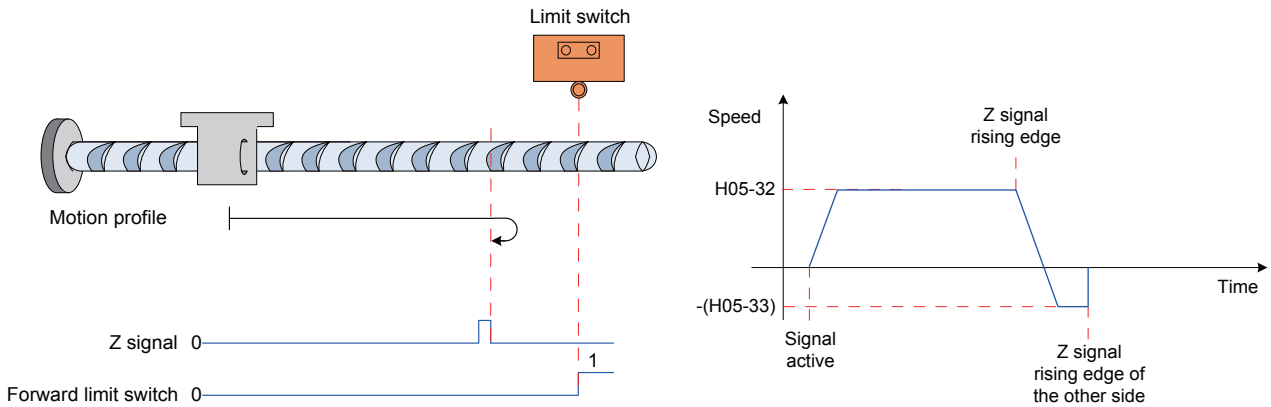 Limit switch
Motion profile
Z signal 0
1
Forward limit switch 0
Speed
Z signal
rising edge
H05-32
Time
-(H05-33)
Signal
active
Z signal
rising edge of
the other side